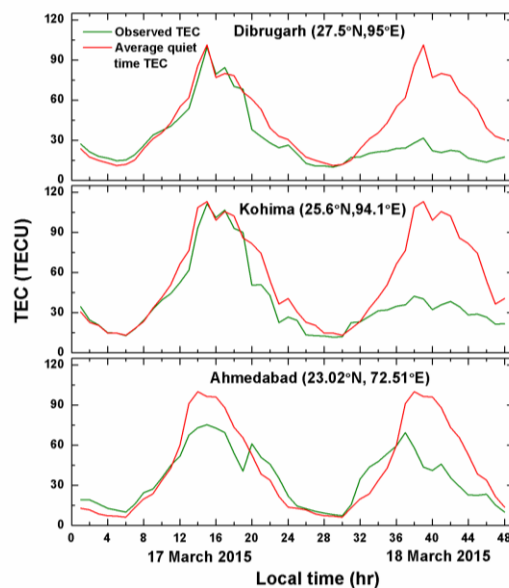 Dibrugarh (27.5°N,95°E)
Observed TEC
Average quiet
time TEC
120
90
60
30
0
Kohima (25.6°N,94.1°E)
120
90
60
30
0
TEC (TECU)
Ahmedabad (23.02°N, 72.51°E)
120
90
60
30
0
0 4 8 12 16 20 24 28 32 36 40 44 48
17 March 2015 18 March 2015
Local time (hr)